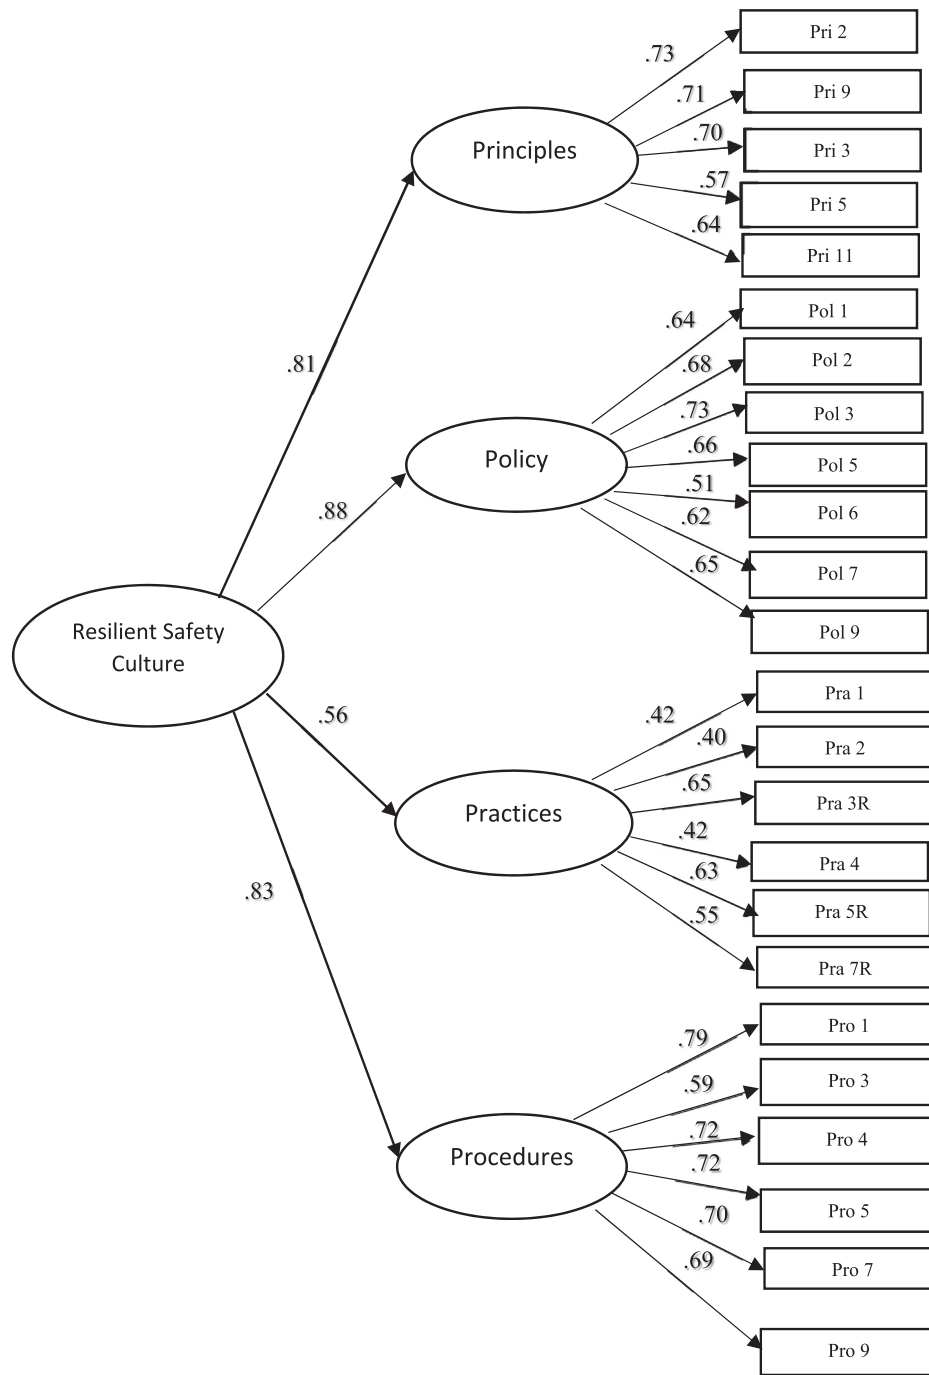 Pri 2
.73
Pri 9
.71
Principles
.70
Pri 3
.57
Pri 5
.64
Pri 11
Pol 1
.64
.68
Pol 2
.81
.73
Pol 3
Policy
.66
Pol 5
.51
Pol 6
.88
.62
.65
Pol 7
Resilient Safety
Culture
Pol 9
Pra 1
.56
.42
.40
Pra 2
.65
Pra 3R
Practices
.42
Pra 4
.63
.83
Pra 5R
.55
Pra 7R
Pro 1
.79
.59
Pro 3
.72
Pro 4
Procedures
.72
Pro 5
.70
.69
Pro 7
Pro 9